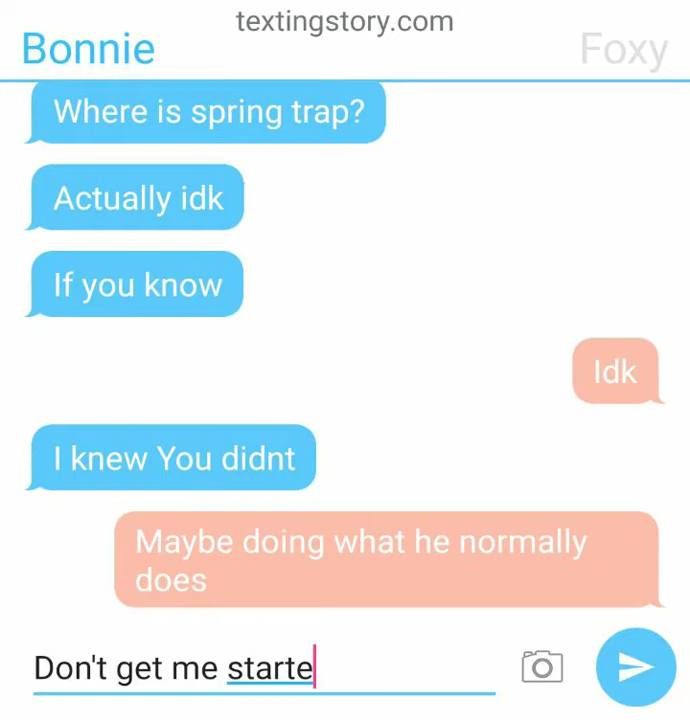 textingstory.com
Bonnie
Foxy
Where is spring trap?
Actually idk
If you know
Idk
I knew You didnt
Maybe doing what he normally
does
Don't get me starte